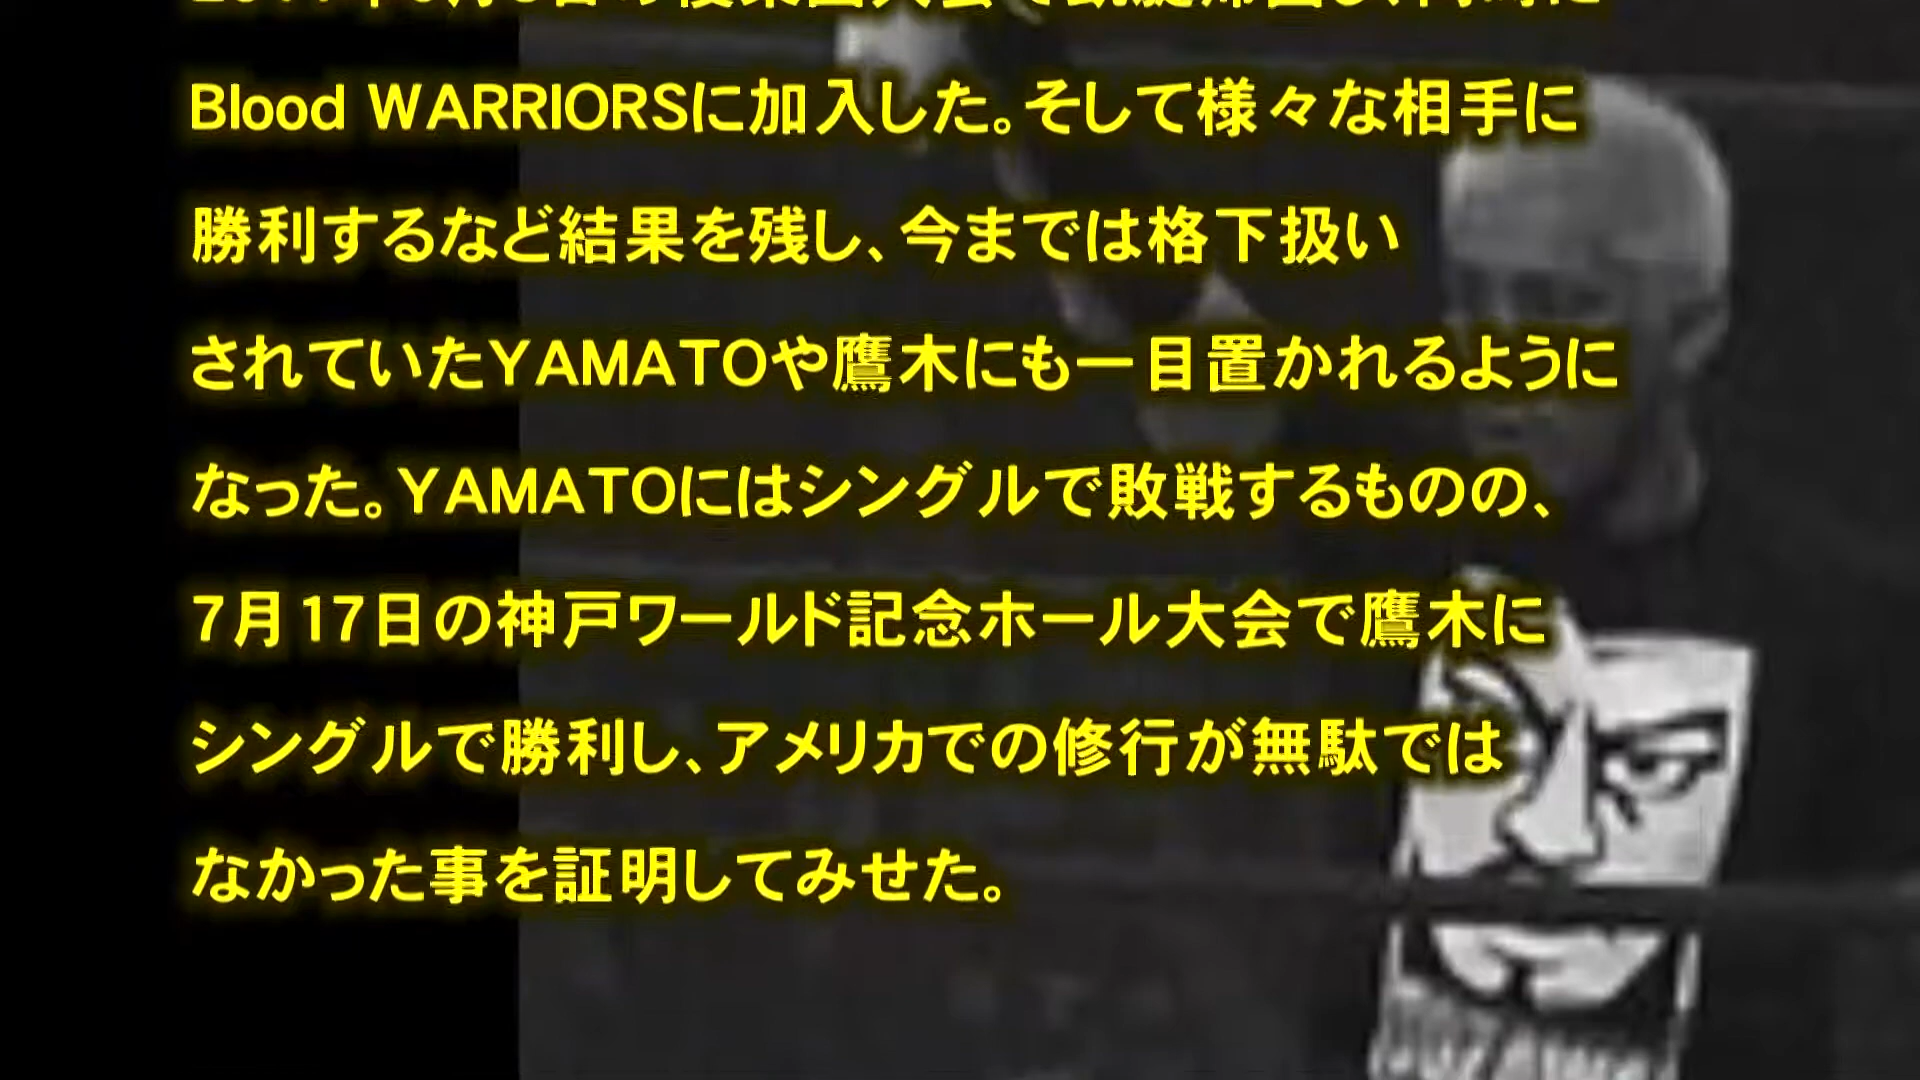 Blood WARRIORSに加入した。そして様々な相手に
勝利するなど結果を残し、今までは格下扱い
されていたYAMATOや鷹木にも一目置かれるように
なった。YAMATOにはシングルで敗戦するものの、
7月17日の神戸ワールド記念ホール大会で鷹木に
シングルで勝利し、アメリカでの修行が無駄では
なかった事を証明してみせた。